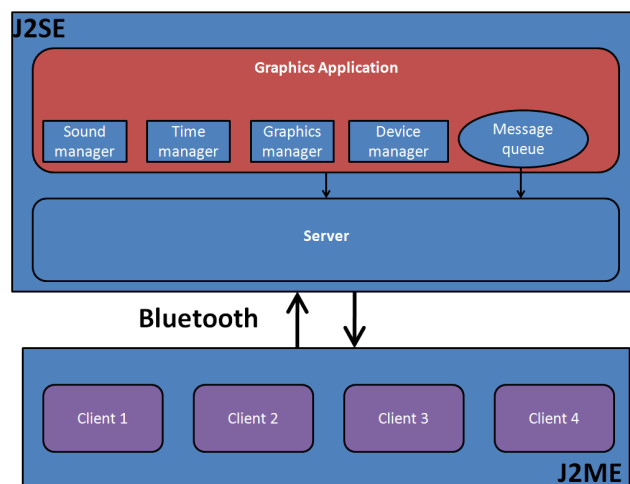 J2SE
Graphics Application
Sound
manager
Time
manager
Graphics
manager
Device
manager
Message
queue
Server
Bluetooth
Client 1
Client 2
Client 3
Client 4
J2ME